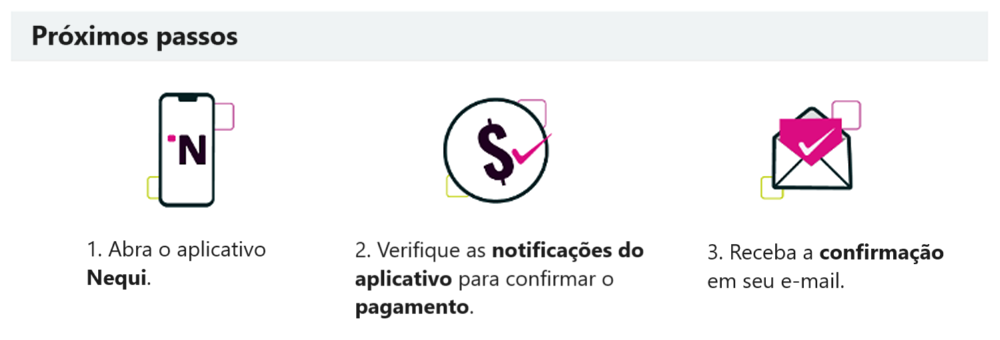 Próximos passos
N
$
1. Abra o aplicativo
Nequi.
2. Verifique as notificações do
aplicativo para confirmar o
pagamento.
3. Receba a confirmação
em seu e-mail.